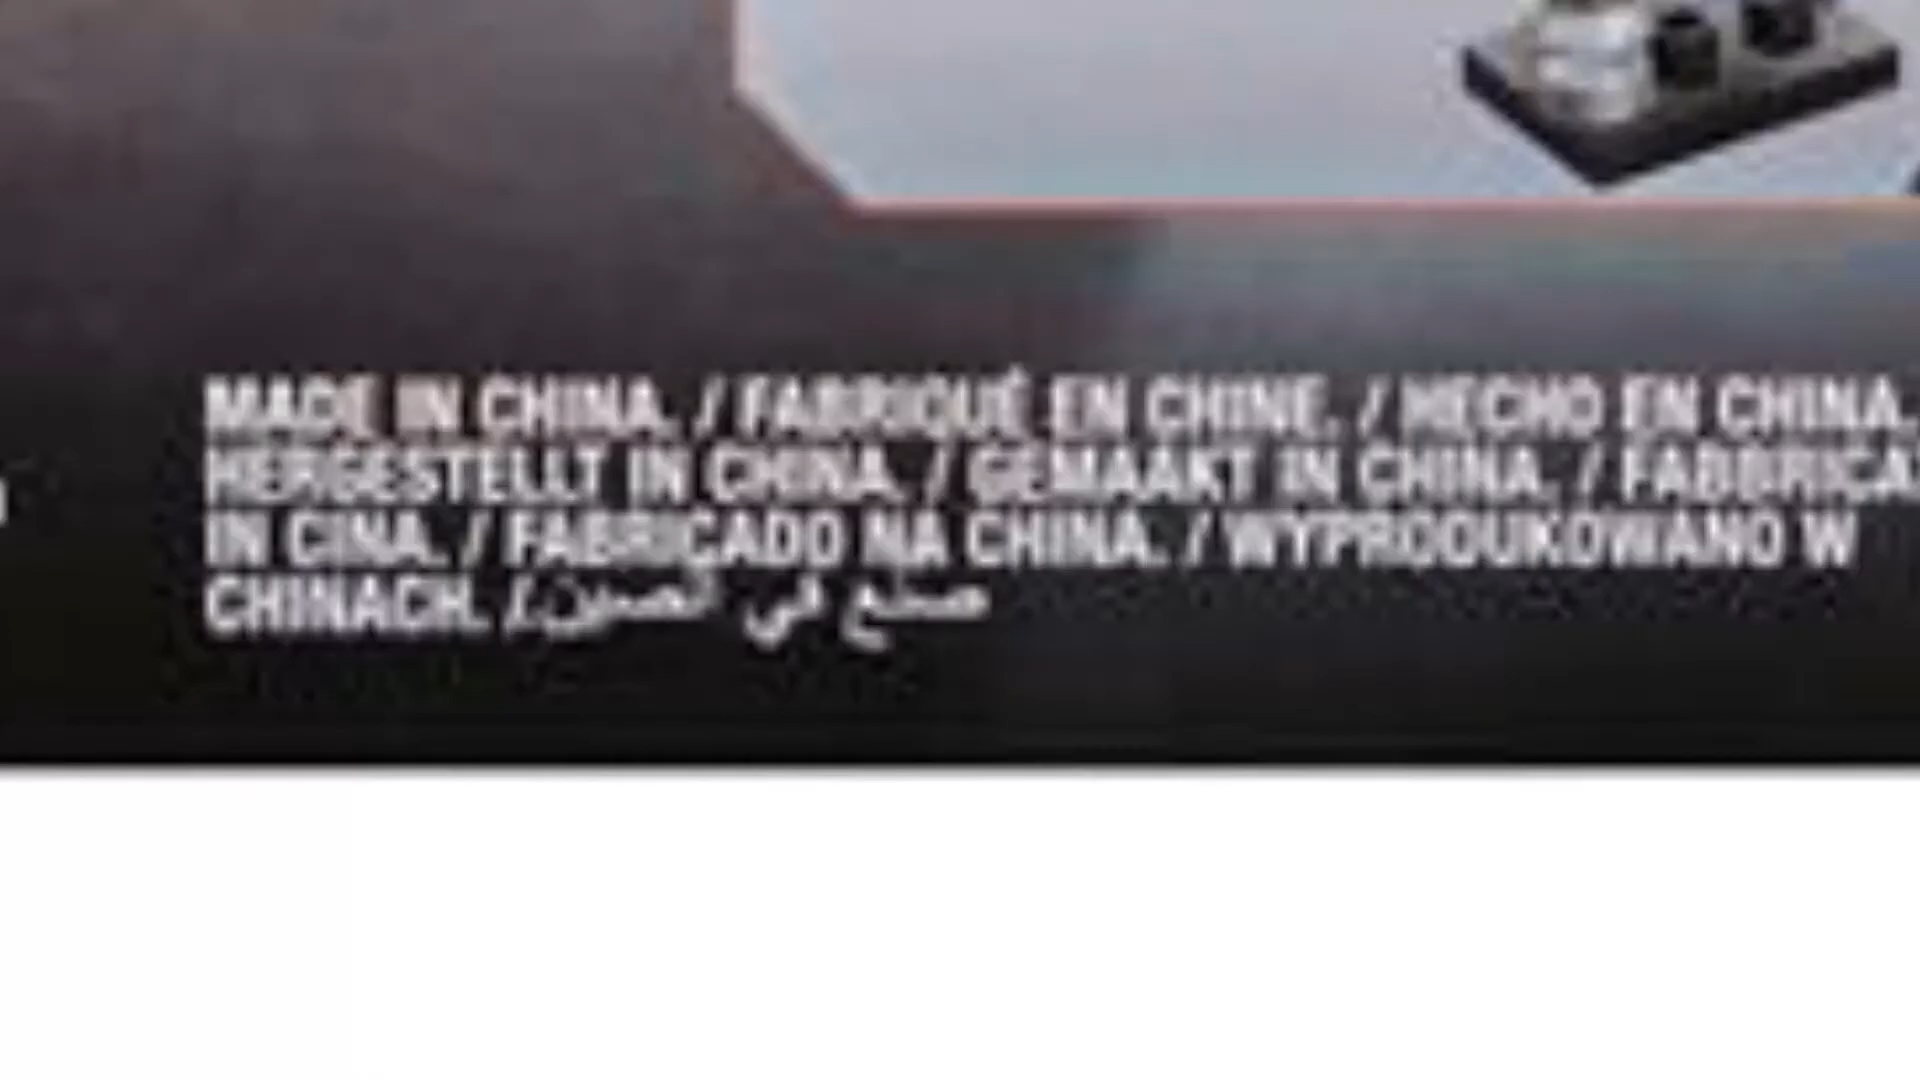 MADE IN CHINA. / FABRIQUÉ EN CHINE. / HECHO EN CHINA.
HERGESTELLT IN CHINA. / GEMAAKT IN CHINA. / FABBRICA
IN CINA. / FABRICADO NA CHINA. / WYPRODUKOWANO W
CHINACH. / صنع في الصين